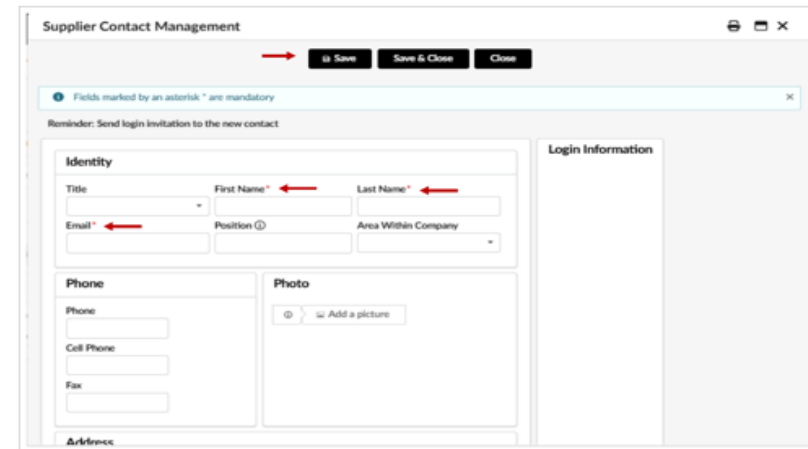 Supplier Contact Management
Save Save & Close Close
Fields marked by an asterisk * are mandatory
Reminder: Send login invitation to the new contact
Identity
Login Information
Title First Name* Last Name*
Email* Position Area Within Company
Phone Photo
Phone
Add a picture
Cell Phone
Fax
Address